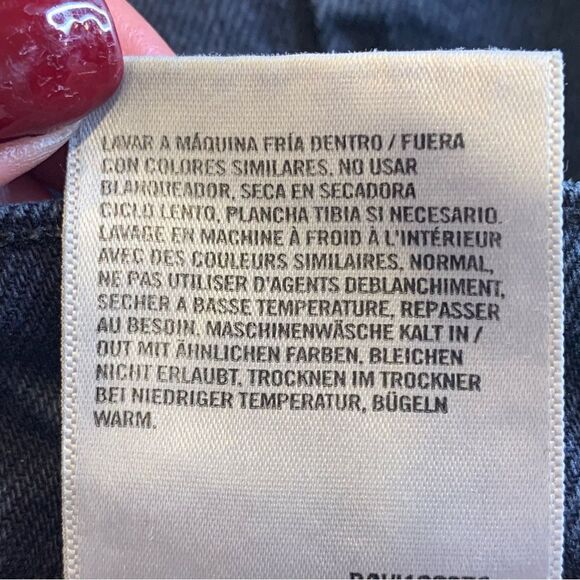 LAVAR A MÁQUINA FRÍA DENTRO / FUERA
CON COLORES SIMILARES, NO USAR
BLANQUEADOR, SECA EN SECADORA
CICLO LENTO, PLANCHA TIBIA SI NECESARIO.
LAVAGE EN MACHINE À FROID À L'INTÉRIEUR
AVEC DES COULEURS SIMILAIRES, NORMAL,
NE PAS UTILISER D'AGENTS DEBLANCHIMENT,
SECHER A BASSE TEMPERATURE, REPASSER
AU BESOIN. MASCHINENWÄSCHE KALT IN /
OUT MIT ÄHNLICHEN FARBEN, BLEICHEN
NICHT ERLAUBT, TROCKNEN IM TROCKNER
BEI NIEDRIGER TEMPERATUR, BÜGELN
WARM.